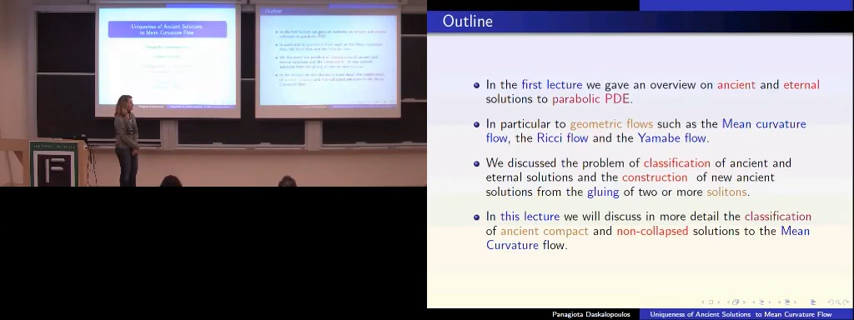 Uniqueness of Ancient Solutions
to Mean Curvature Flow
Outline
Outline
In the first lecture we gave an overview on ancient and eternal
solutions to parabolic PDE.
In particular to geometric flows such as the Mean curvature
flow, the Ricci flow and the Yamabe flow.
We discussed the problem of classification of ancient and
eternal solutions and the construction of new ancient
solutions from the gluing of two or more solitons.
In this lecture we will discuss in more detail the classification
of ancient compact and non-collapsed solutions to the Mean
Curvature flow.
Panagiota Daskalopoulos Uniqueness of Ancient Solutions to Mean Curvature Flow